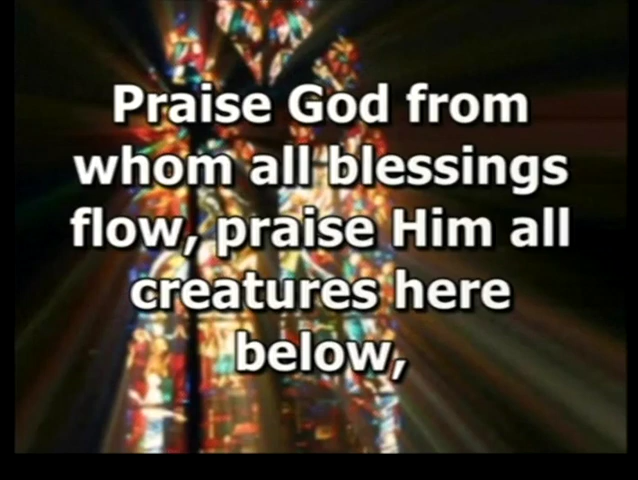 Praise God from
whom all blessings
flow, praise Him all
creatures here
below,